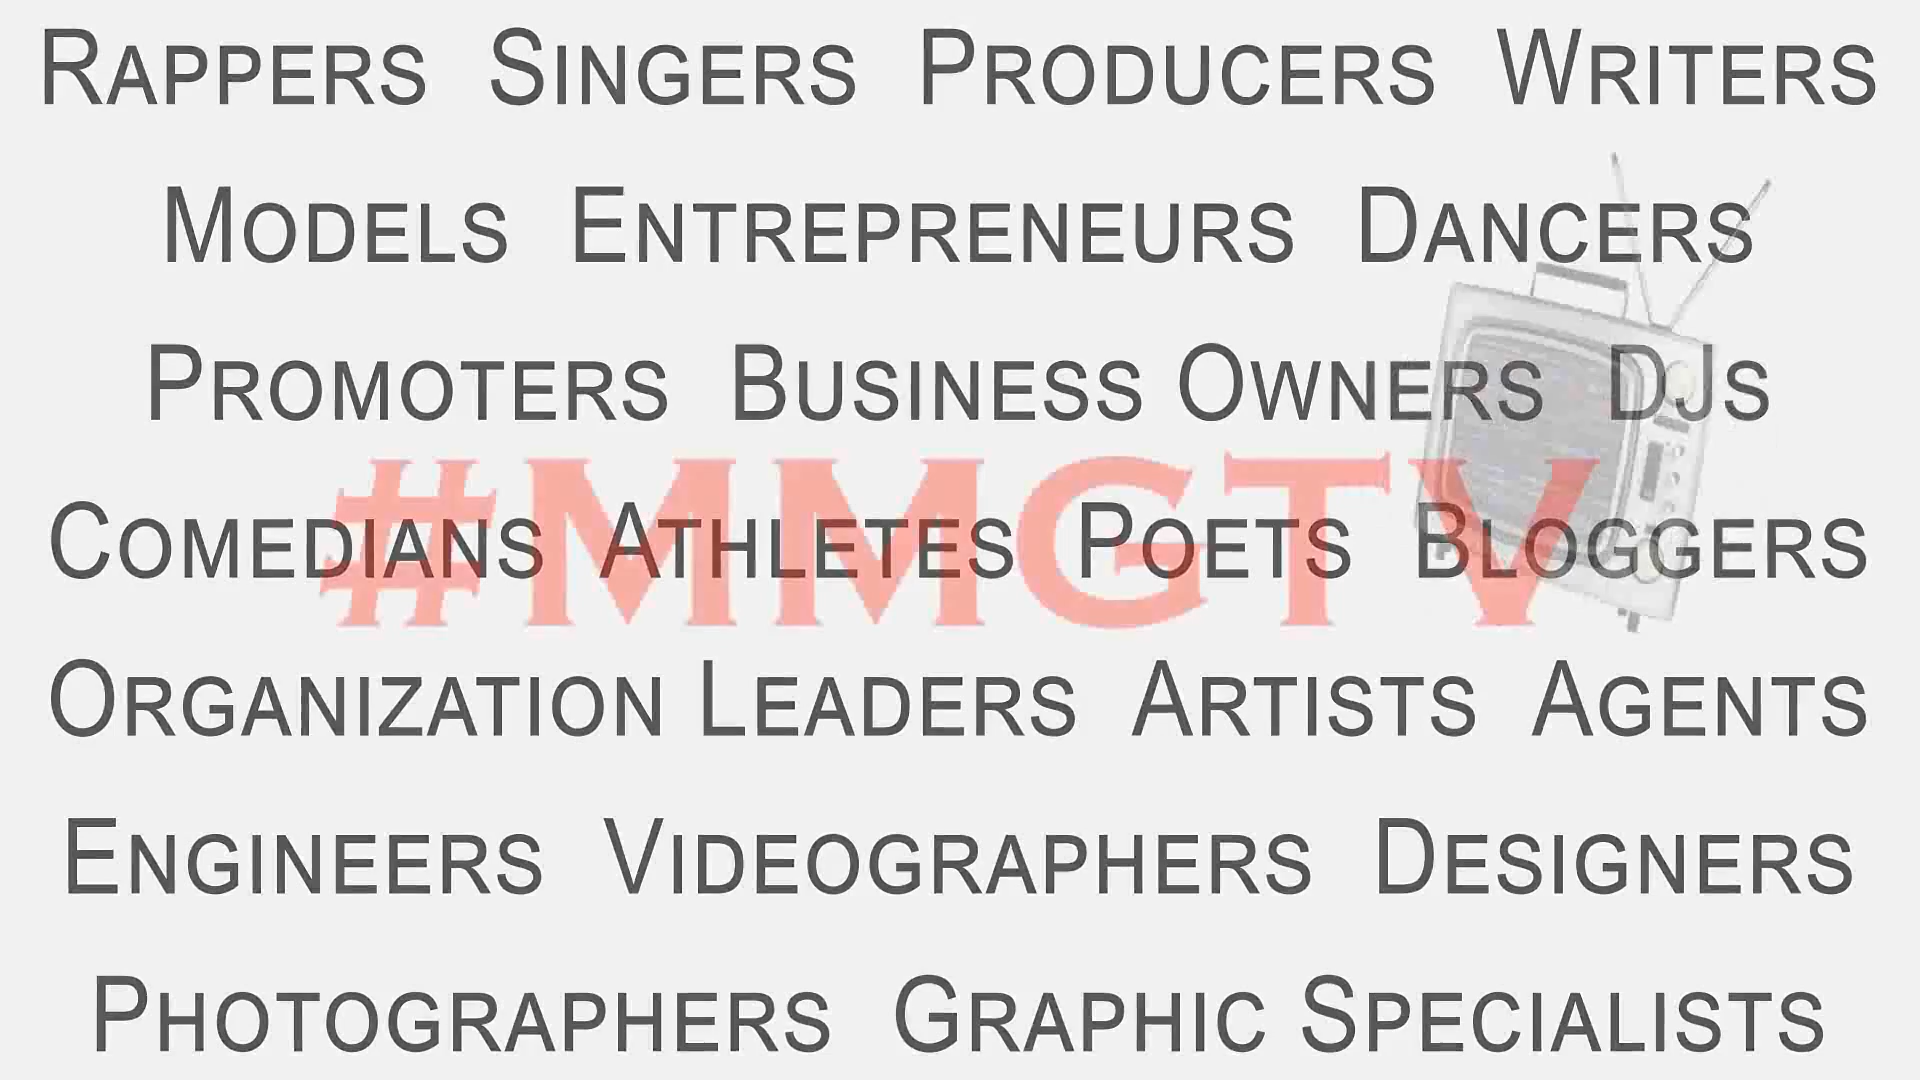 Rappers Singers Producers Writers
Models Entrepreneurs Dancers
Promoters Business Owners DJs
#MMGTV
Comedians Athletes Poets Bloggers
Organization Leaders Artists Agents
Engineers Videographers Designers
Photographers Graphic Specialists